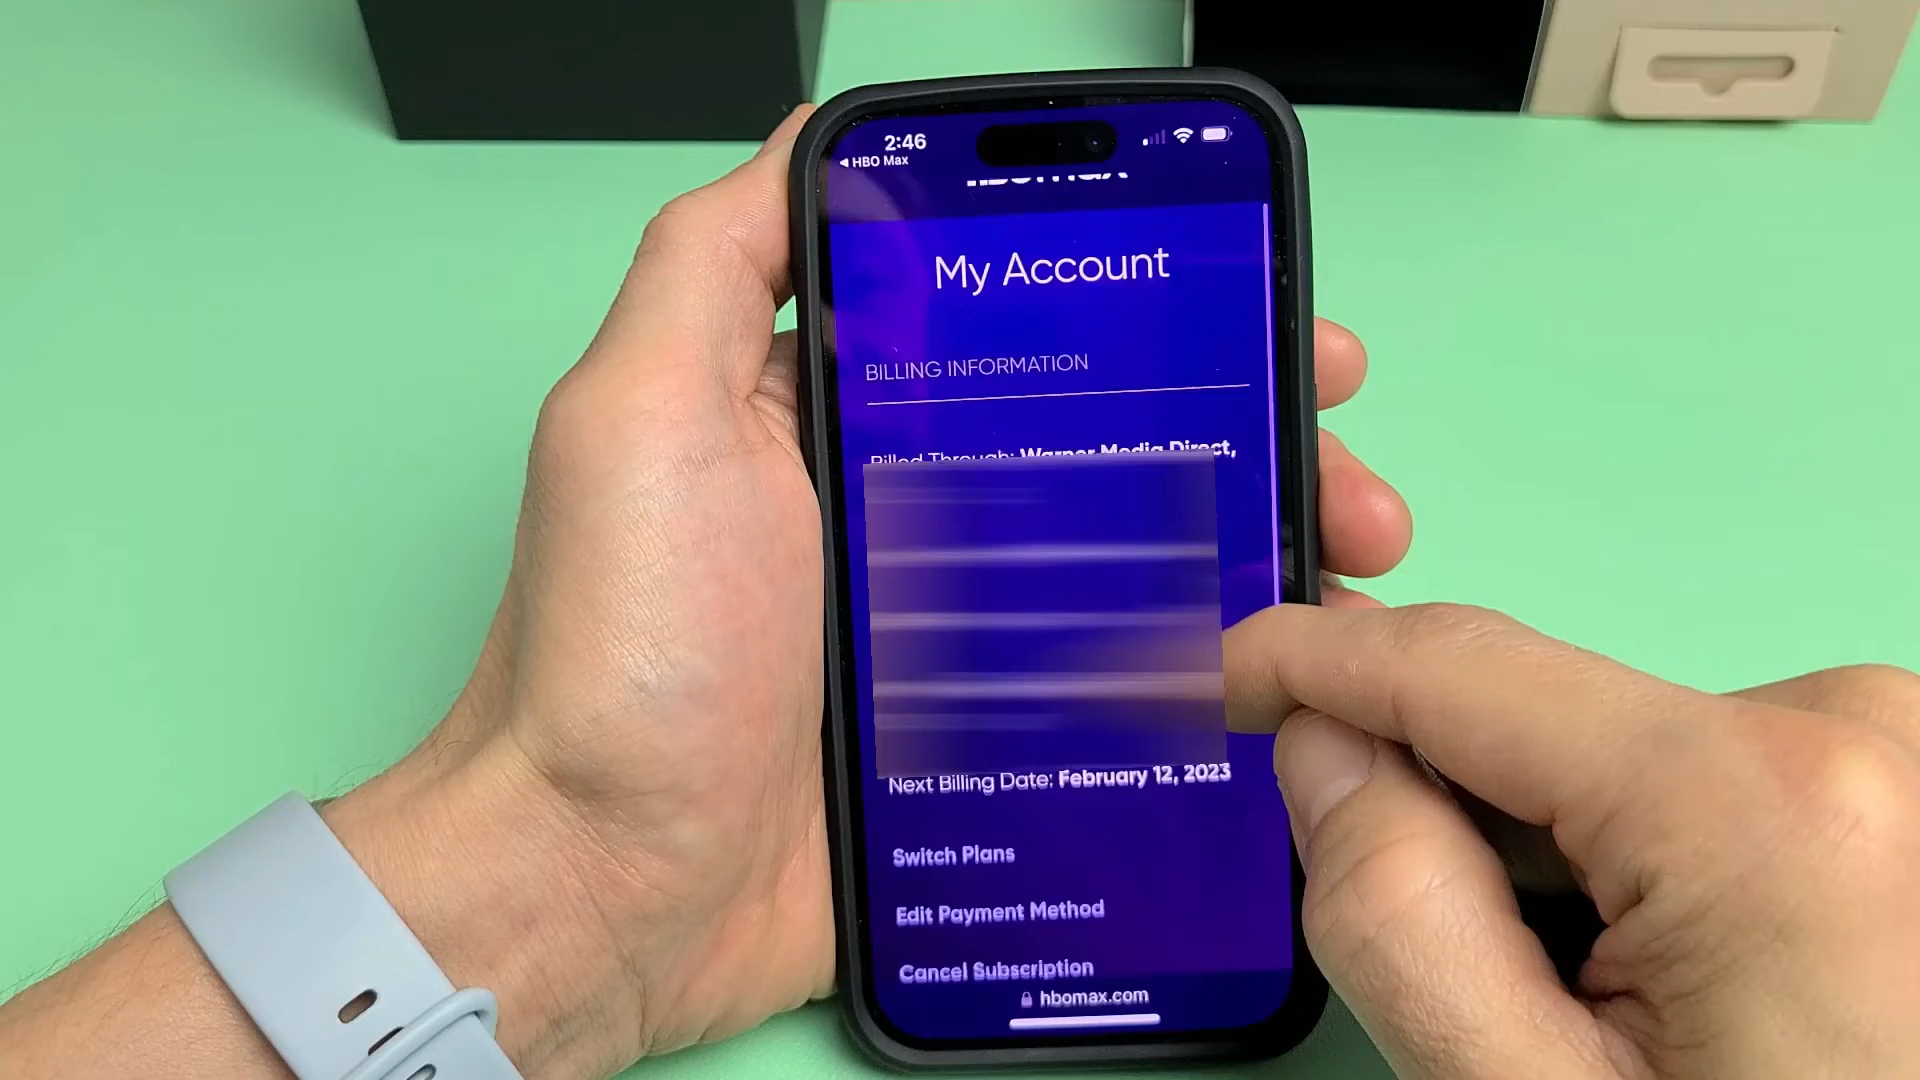 2:46
HBO Max
hbomax
My Account
BILLING INFORMATION
Billed Through: Warner Media Direct,
Next Billing Date: February 12, 2023
Switch Plans
Edit Payment Method
Cancel Subscription
hbomax.com